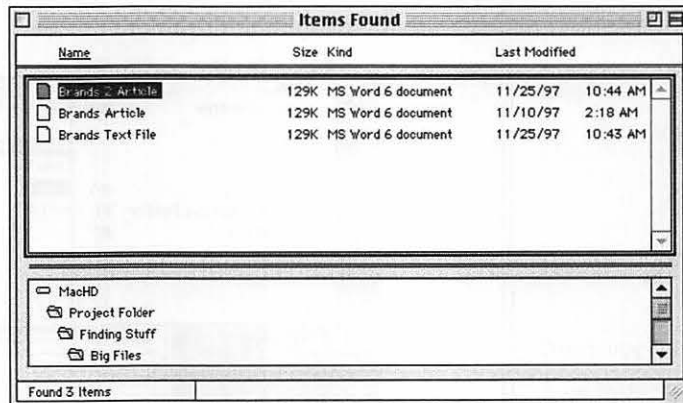 Items Found
Name Size Kind Last Modified
Brands 2 Article 129K MS Word 6 document 11/25/97 10:44 AM
Brands Article 129K MS Word 6 document 11/10/97 2:18 AM
Brands Text File 129K MS Word 6 document 11/25/97 10:43 AM
MacHD
Project Folder
Finding Stuff
Big Files
Found 3 Items